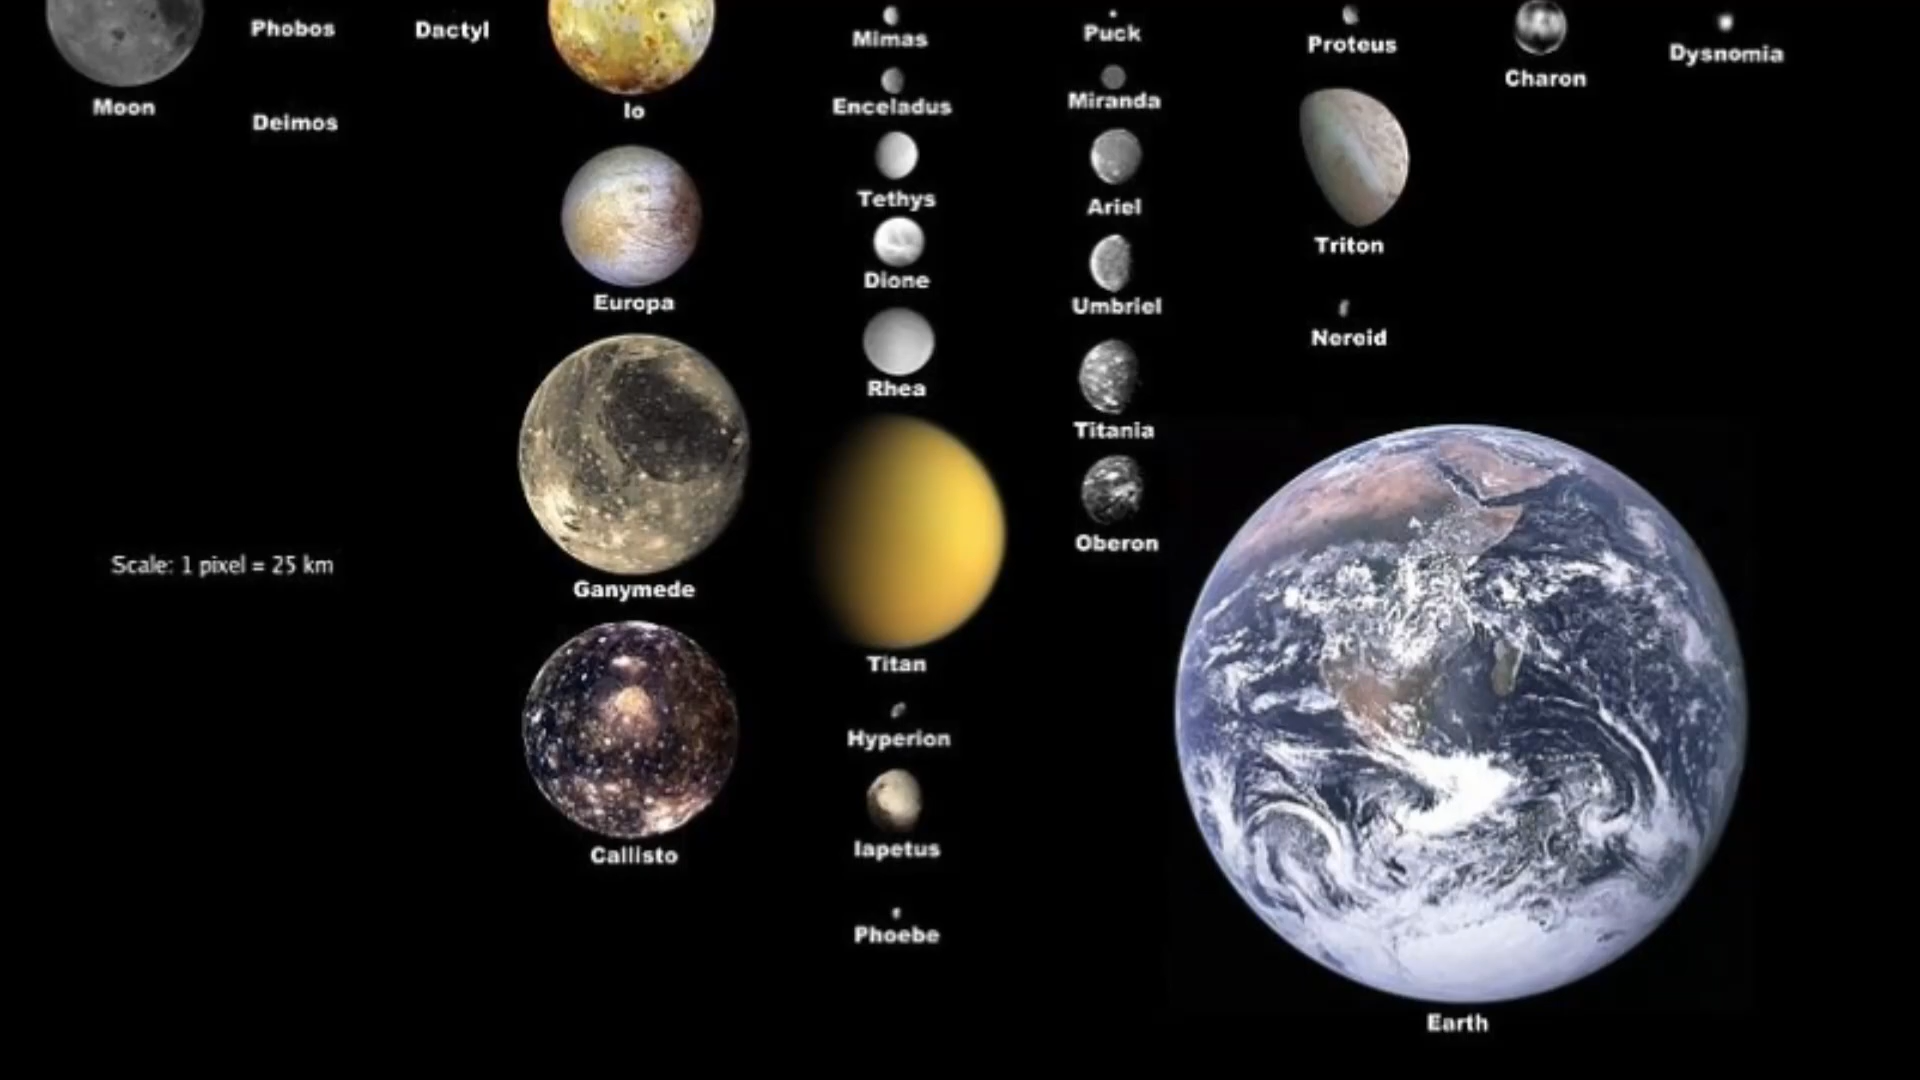 Phobos
Dactyl
Mimas
Puck
Proteus
Dysnomia
Charon
Moon
Io
Enceladus
Miranda
Deimos
Tethys
Ariel
Triton
Dione
Europa
Umbriel
Nereid
Rhea
Titania
Oberon
Scale: 1 pixel = 25 km
Ganymede
Titan
Hyperion
Iapetus
Callisto
Phoebe
Earth